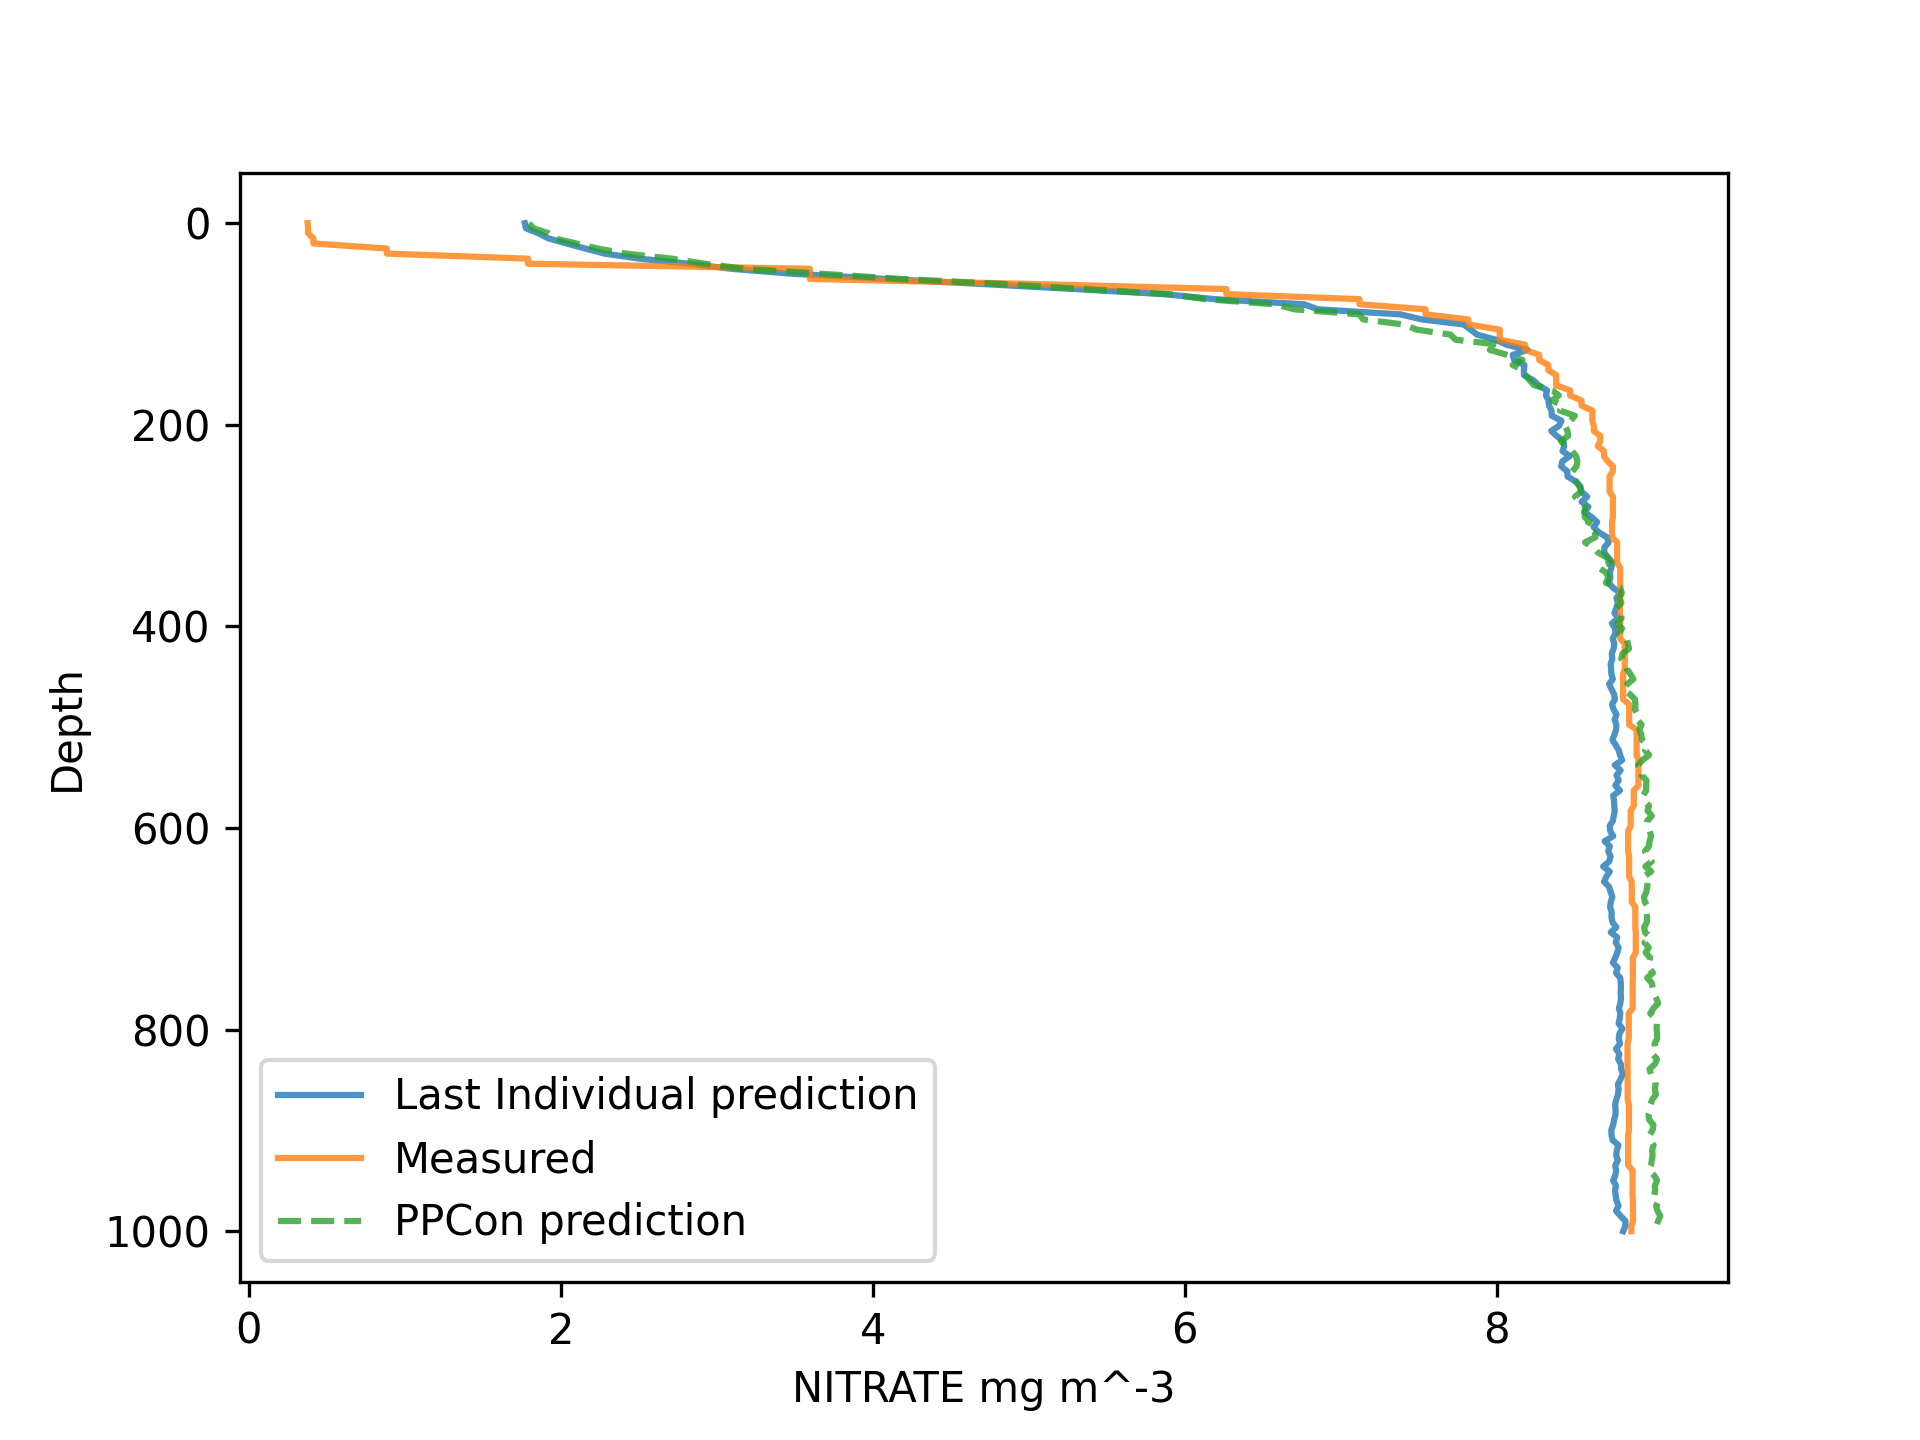 0
200
400
600
800
1000
Depth
Last Individual prediction
Measured
PPCon prediction
0 2 4 6 8
NITRATE mg m^-3